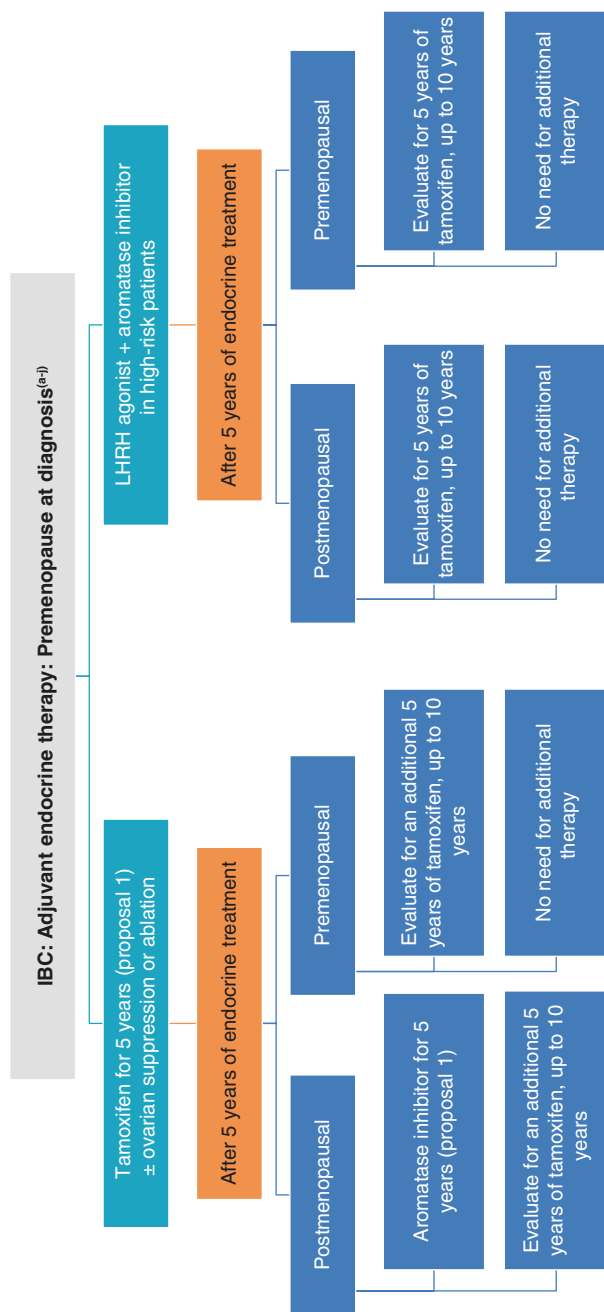 IBC: Adjuvant endocrine therapy: Premenopause at diagnosis(a-j)
Tamoxifen for 5 years (proposal 1)
± ovarian suppression or ablation
After 5 years of endocrine treatment
Postmenopausal
Aromatase inhibitor for 5
years (proposal 1)
Evaluate for an additional 5
years of tamoxifen, up to 10
years
Premenopausal
Evaluate for an additional 5
years of tamoxifen, up to 10
years
No need for additional
therapy
LHRH agonist + aromatase inhibitor
in high-risk patients
After 5 years of endocrine treatment
Postmenopausal
Evaluate for 5 years of
tamoxifen, up to 10 years
No need for additional
therapy
Premenopausal
Evaluate for 5 years of
tamoxifen, up to 10 years
No need for additional
therapy